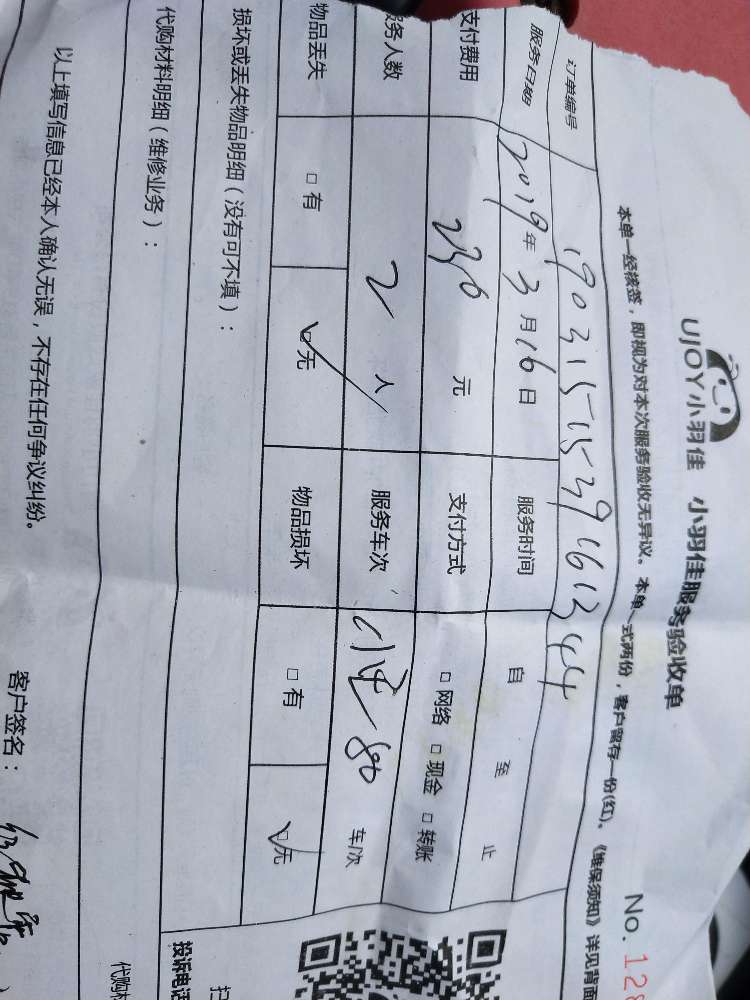 UJOY小羽佳 小羽佳服务验收单
No. 128
本单一经核签，即视为对本次服务验收无异议。本单一式两份，客户留存一份(红)。《维保须知》详见背面
订单编号 19031515391661344
服务日期 2019年3月16日 服务时间 自 至 止
支付费用 230 元 支付方式 □网络 □现金 □转账
服务人数 2 人 服务车次 80 车/次
物品丢失 □有 ☑无 物品损坏 □有 ☑无
损坏或丢失物品明细（没有可不填）：
代购材料明细（维修业务）：
以上填写信息已经本人确认无误，不存在任何争议纠纷。
客户签名：
投诉电话
代购材